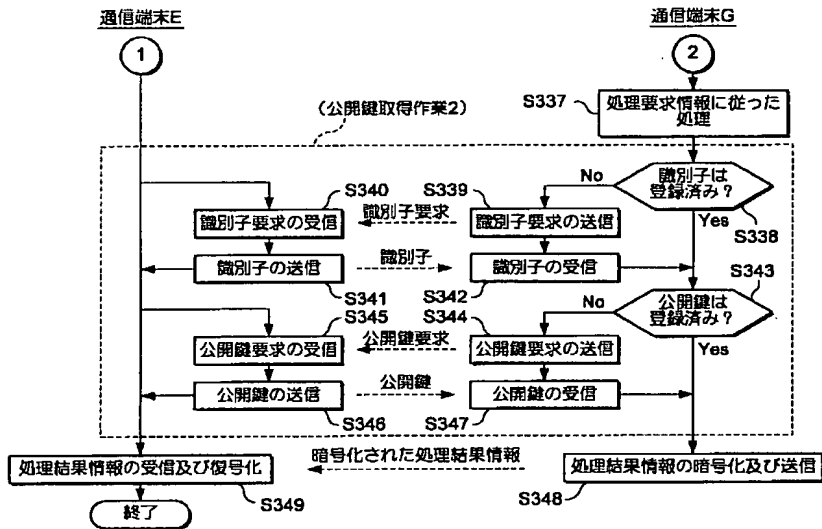 通信端末E
通信端末G
1
2
S337
処理要求情報に従った
処理
(公開鍵取得作業2)
No
識別子は
登録済み?
S338
Yes
S340
S339
識別子要求の受信
識別子要求
識別子要求の送信
識別子の送信
識別子
識別子の受信
S341
S342
S343
公開鍵は
登録済み?
No
Yes
S345
S344
公開鍵要求の受信
公開鍵要求
公開鍵要求の送信
公開鍵の送信
公開鍵
公開鍵の受信
S346
S347
処理結果情報の受信及び復号化
暗号化された処理結果情報
処理結果情報の暗号化及び送信
S349
S348
終了